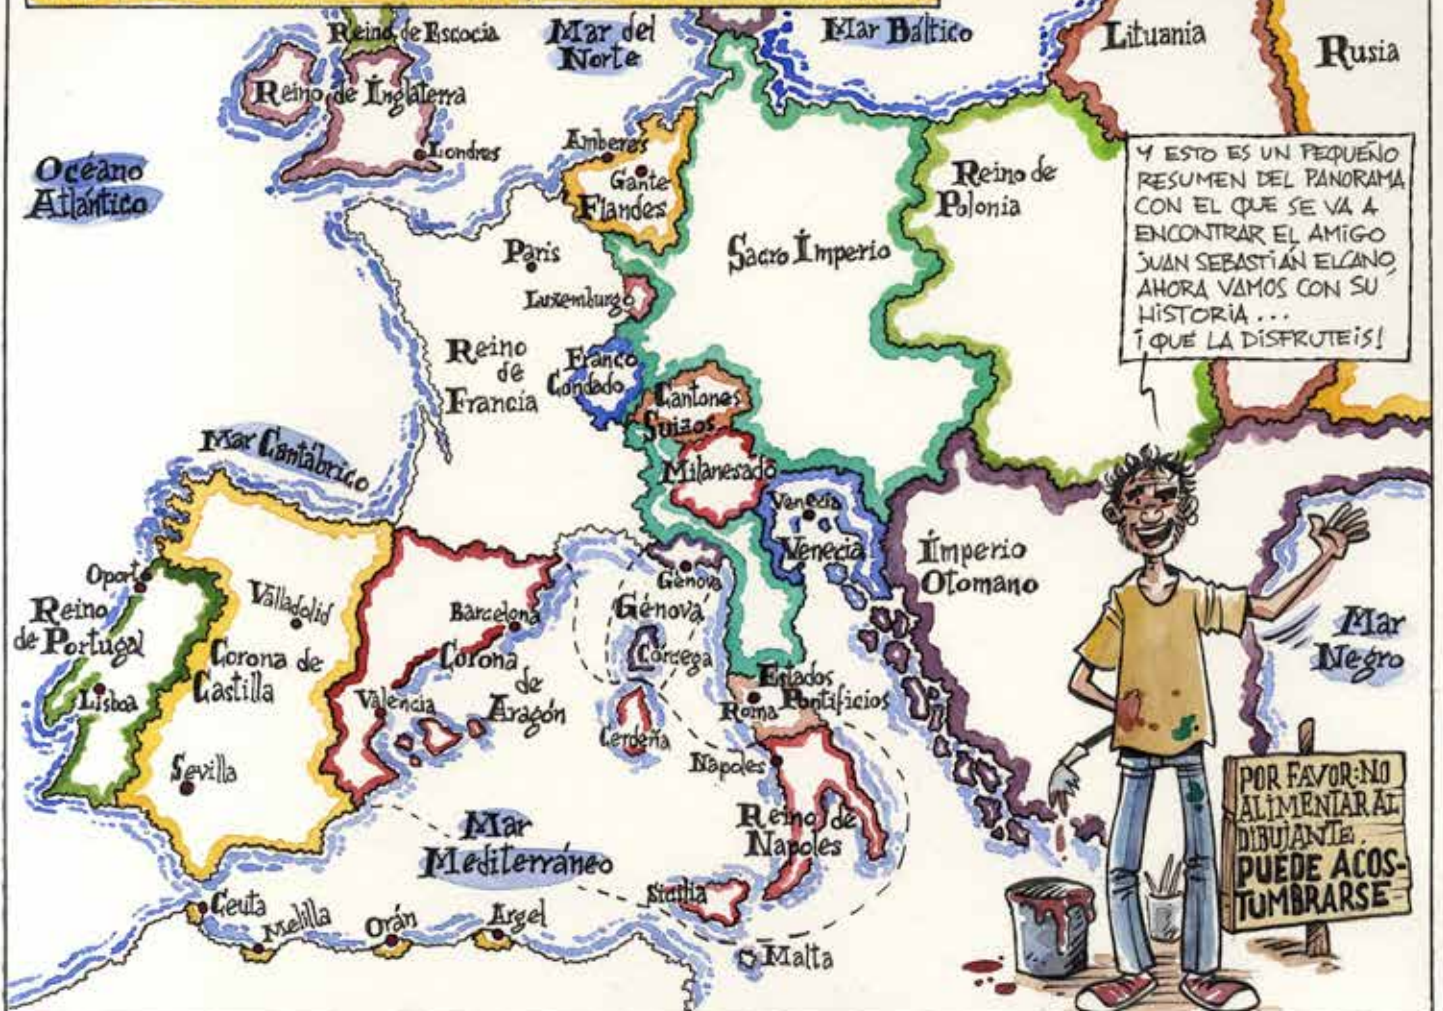 Reino de Escocia
Mar del
Norte
Mar Báltico
Lituania
Rusia
Reino de Inglaterra
Londres
Océano
Atlántico
Amberes
Gante
Flandes
Reino de
Polonia
Sacro Imperio
París
Luxemburgo
Reino
de
Francia
Franco
Condado
Cantones
Suizos
Milanesado
Y ESTO ES UN PEQUEÑO
RESUMEN DEL PANORAMA
CON EL QUE SE VA A
ENCONTRAR EL AMIGO
JUAN SEBASTIÁN ELCANO,
AHORA VAMOS CON SU
HISTORIA...
¡QUE LA DISFRUTEIS!
Mar Cantábrico
Venecia
Venecia
Imperio
Otomano
Génova
Génova
Córcega
Cerdeña
Oporto
Reino
de Portugal
Lisboa
Valladolid
Corona de
Castilla
Sevilla
Barcelona
Corona
de
Aragón
València
Estados
Pontificios
Roma
Nápoles
Reino de
Nápoles
Mar
Negro
Mar
Mediterráneo
Sicilia
Malta
Ceuta
Melilla
Orán
Argel
POR FAVOR: NO
ALIMENTAR AL
DIBUJANTE.
PUEDE ACOS-
TUMBRARSE